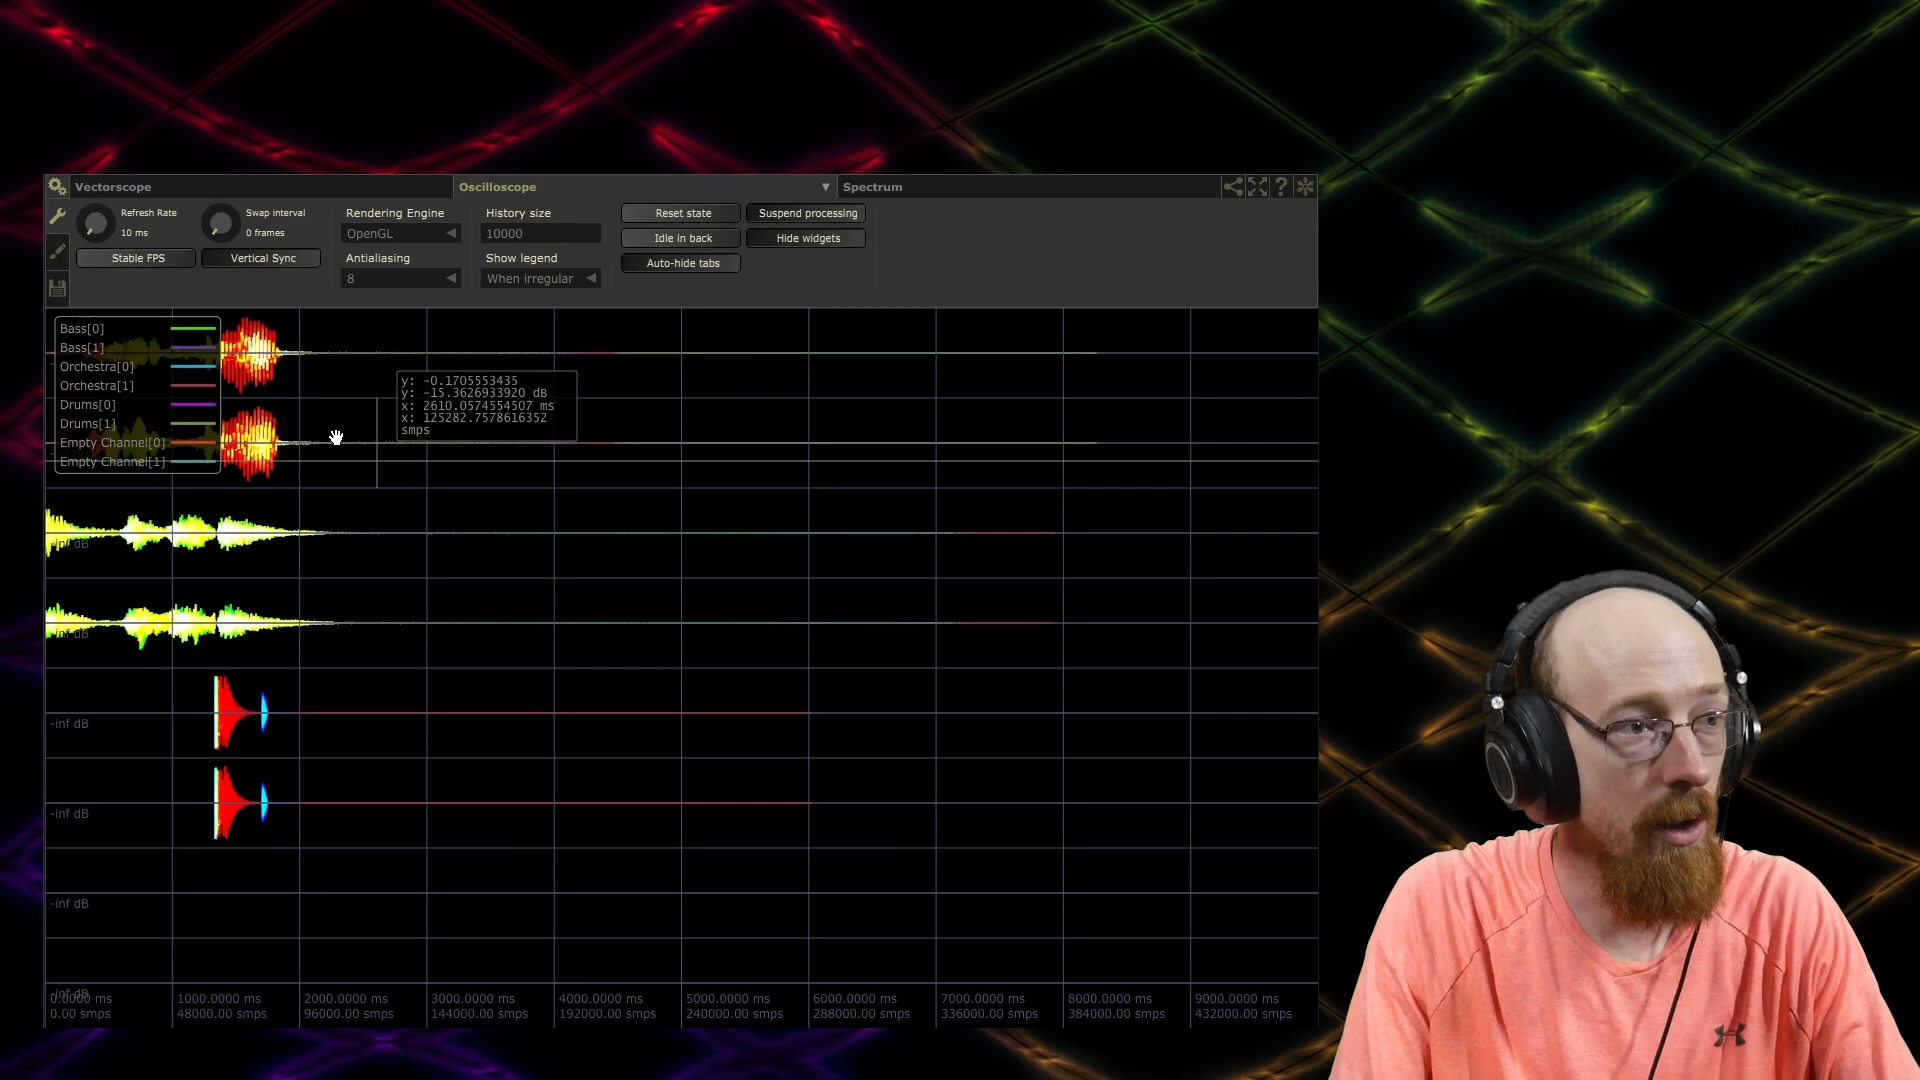 Vectorscope
Oscilloscope
Spectrum
?
Refresh Rate
10 ms
Swap interval
0 frames
Stable FPS
Vertical Sync
Rendering Engine
OpenGL
Antialiasing
8
History size
10000
Show legend
When irregular
Reset state
Suspend processing
Idle in back
Hide widgets
Auto-hide tabs
Bass[0]
Bass[1]
Orchestra[0]
Orchestra[1]
Drums[0]
Drums[1]
Empty Channel[0]
Empty Channel[1]
y: -0.1705553435
y: -15.3626933920 dB
x: 2610.0574554507 ms
x: 125282.7578616352
smps
-inf dB
-inf dB
-inf dB
-inf dB
-inf dB
-inf dB
0.0000 ms
0.00 smps
1000.0000 ms
48000.00 smps
2000.0000 ms
96000.00 smps
3000.0000 ms
144000.00 smps
4000.0000 ms
192000.00 smps
5000.0000 ms
240000.00 smps
6000.0000 ms
288000.00 smps
7000.0000 ms
336000.00 smps
8000.0000 ms
384000.00 smps
9000.0000 ms
432000.00 smps